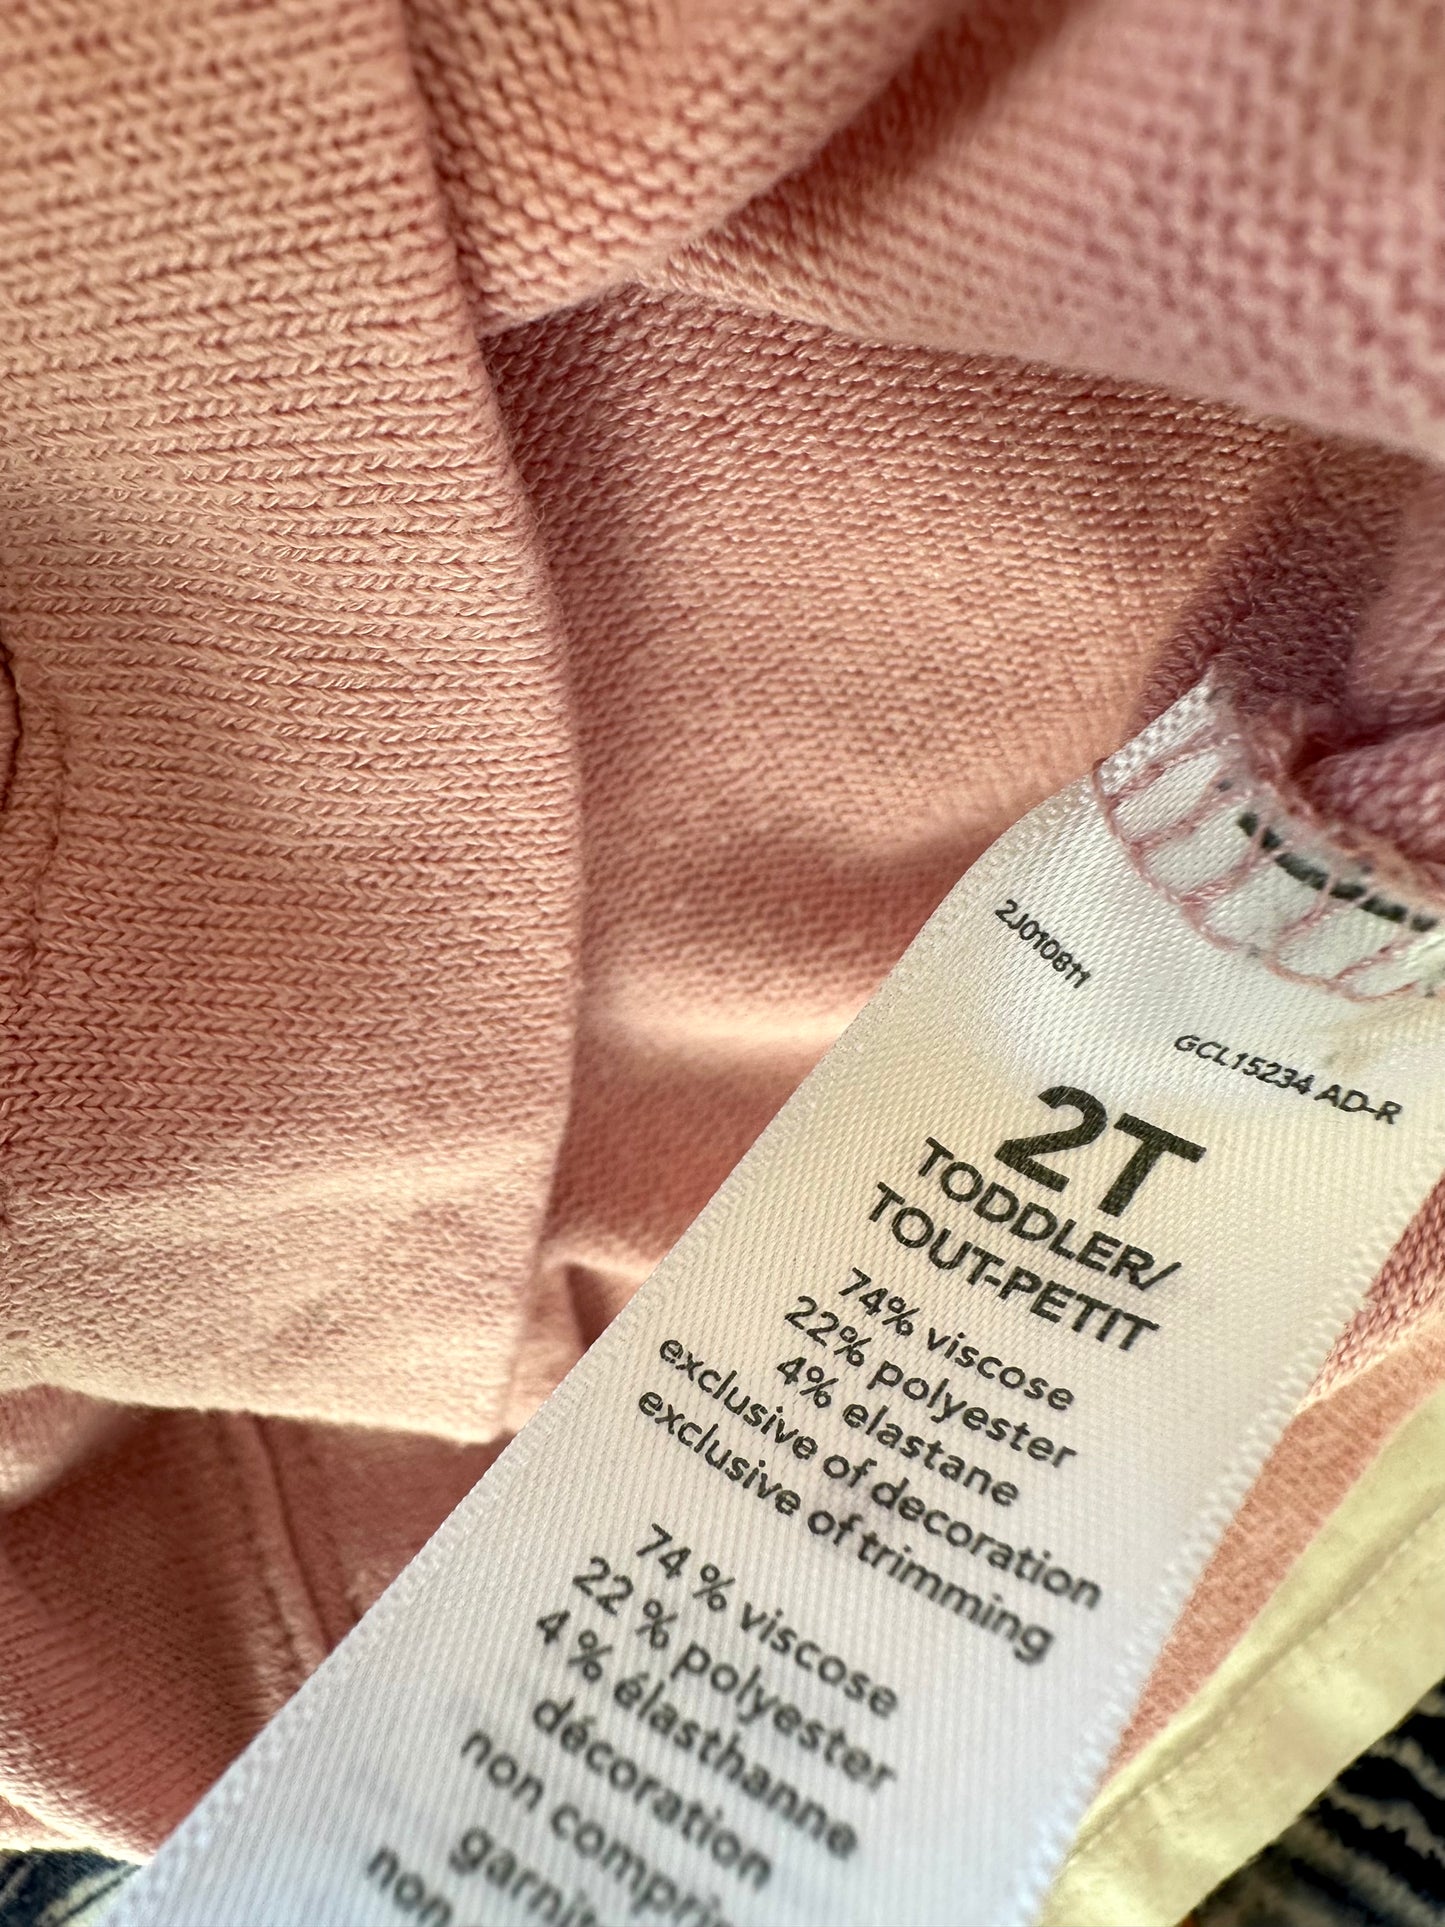 2J010811
GCL15234 AD-R
2T
TODDLER/
TOUT-PETIT
74% viscose
22% polyester
4% elastane
exclusive of decoration
exclusive of trimming
74 % viscose
22 % polyester
4 % élasthanne
décoration
non
non